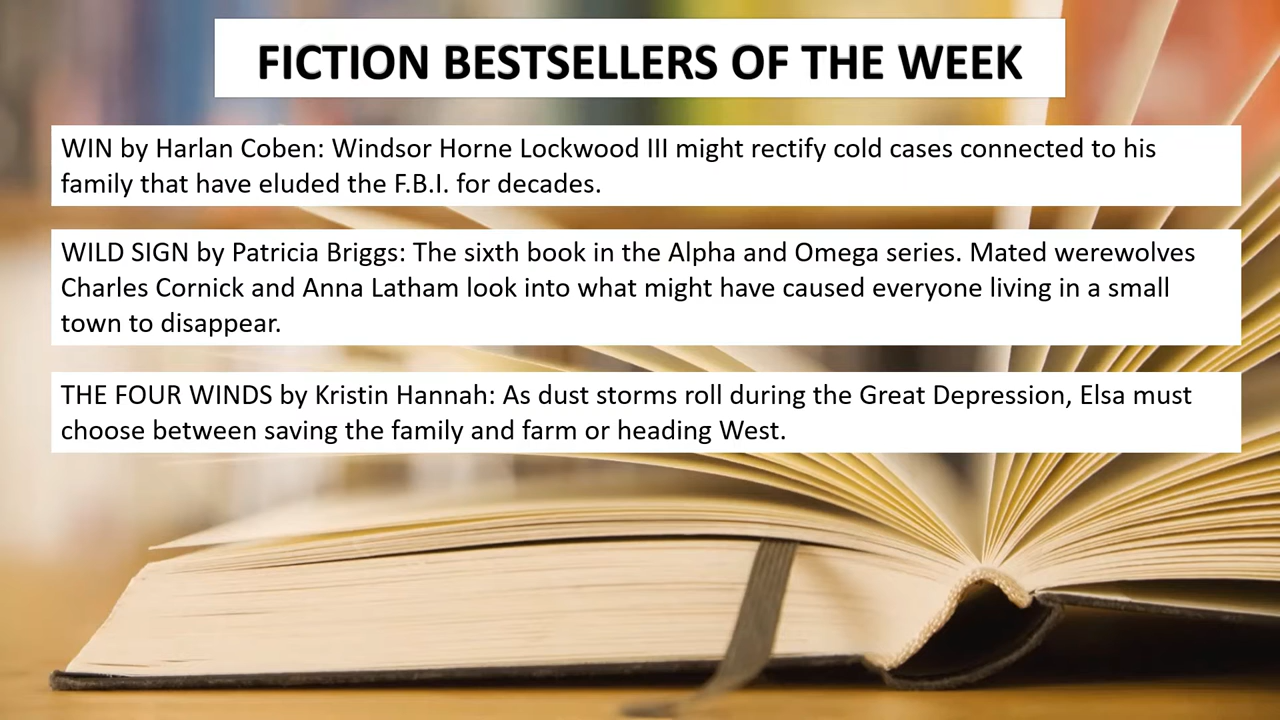 FICTION BESTSELLERS OF THE WEEK
WIN by Harlan Coben: Windsor Horne Lockwood III might rectify cold cases connected to his
family that have eluded the F.B.I. for decades.
WILD SIGN by Patricia Briggs: The sixth book in the Alpha and Omega series. Mated werewolves
Charles Cornick and Anna Latham look into what might have caused everyone living in a small
town to disappear.
THE FOUR WINDS by Kristin Hannah: As dust storms roll during the Great Depression, Elsa must
choose between saving the family and farm or heading West.